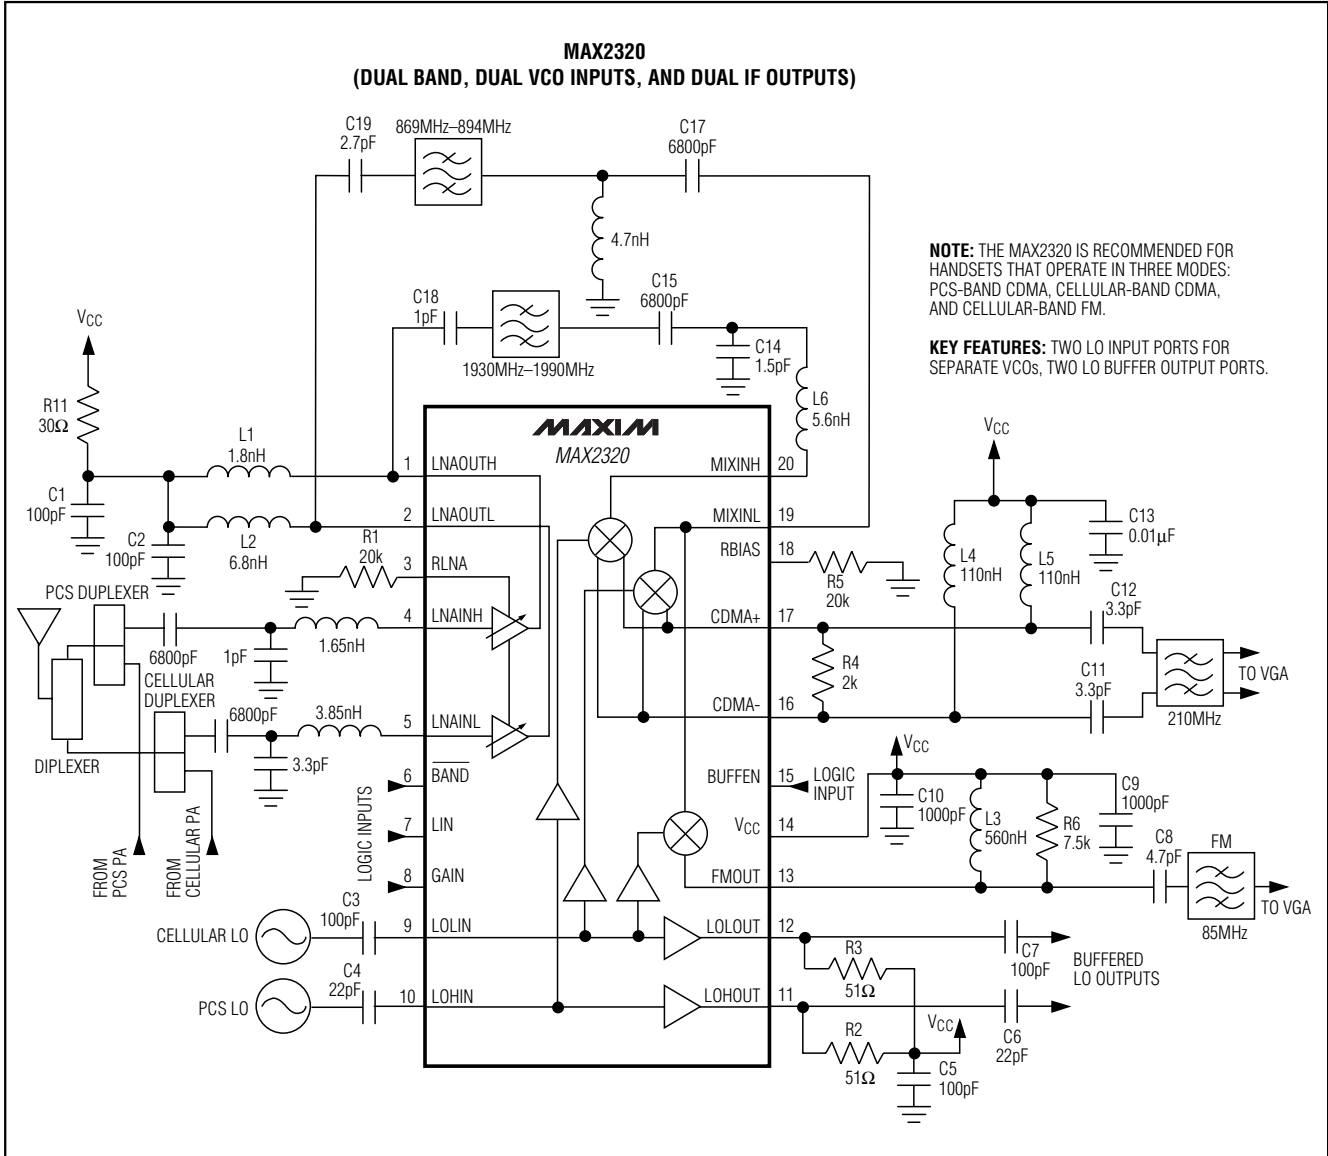 MAX2320
(DUAL BAND, DUAL VCO INPUTS, AND DUAL IF OUTPUTS)
C19
2.7pF
869MHz–894MHz
C17
6800pF
4.7nH
NOTE: THE MAX2320 IS RECOMMENDED FOR
HANDSETS THAT OPERATE IN THREE MODES:
PCS-BAND CDMA, CELLULAR-BAND CDMA,
AND CELLULAR-BAND FM.
KEY FEATURES: TWO LO INPUT PORTS FOR
SEPARATE VCOs, TWO LO BUFFER OUTPUT PORTS.
C18
1pF
C15
6800pF
1930MHz–1990MHz
C14
1.5pF
L6
5.6nH
VCC
R11
30Ω
L1
1.8nH
C1
100pF
C2
100pF
L2
6.8nH
R1
20k
MAXIM
MAX2320
1 LNAOUTH
2 LNAOUTL
3 RLNA
4 LNAINH
5 LNAINL
6 BAND
7 LIN
8 GAIN
9 LOLIN
10 LOHIN
MIXINH 20
MIXINL 19
RBIAS 18
CDMA+ 17
CDMA- 16
BUFFEN 15
VCC 14
FMOUT 13
LOLOUT 12
LOHOUT 11
PCS DUPLEXER
6800pF
1pF
1.65nH
CELLULAR
DUPLEXER
6800pF
3.85nH
3.3pF
DIPLEXER
FROM
PCS PA
FROM
CELLULAR PA
LOGIC INPUTS
C3
100pF
CELLULAR LO
C4
22pF
PCS LO
R5
20k
VCC
L4
110nH
L5
110nH
C13
0.01µF
C12
3.3pF
R4
2k
C11
3.3pF
210MHz
TO VGA
LOGIC
INPUT
VCC
C10
1000pF
L3
560nH
R6
7.5k
C9
1000pF
C8
4.7pF
FM
85MHz
TO VGA
R3
51Ω
C7
100pF
BUFFERED
LO OUTPUTS
R2
51Ω
VCC
C6
22pF
C5
100pF